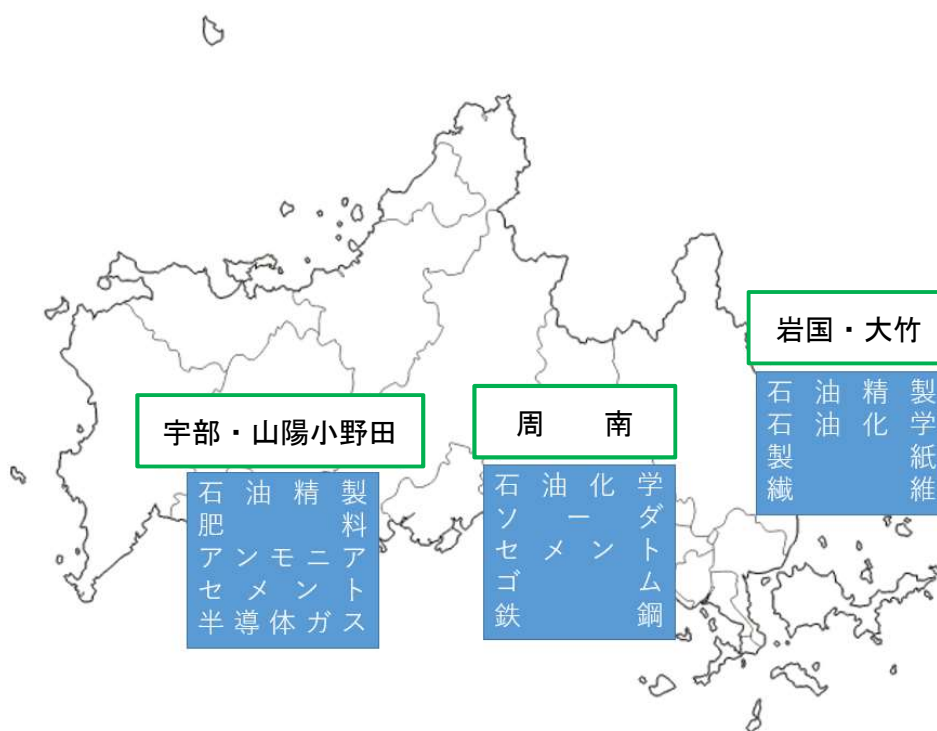 宇部・山陽小野田
石油精製
肥料
アンモニア
セメント
半導体ガス
周南
石油化学
ソーダ
セメント
ゴム
鉄鋼
岩国・大竹
石油精製
石油化学
製紙
繊維